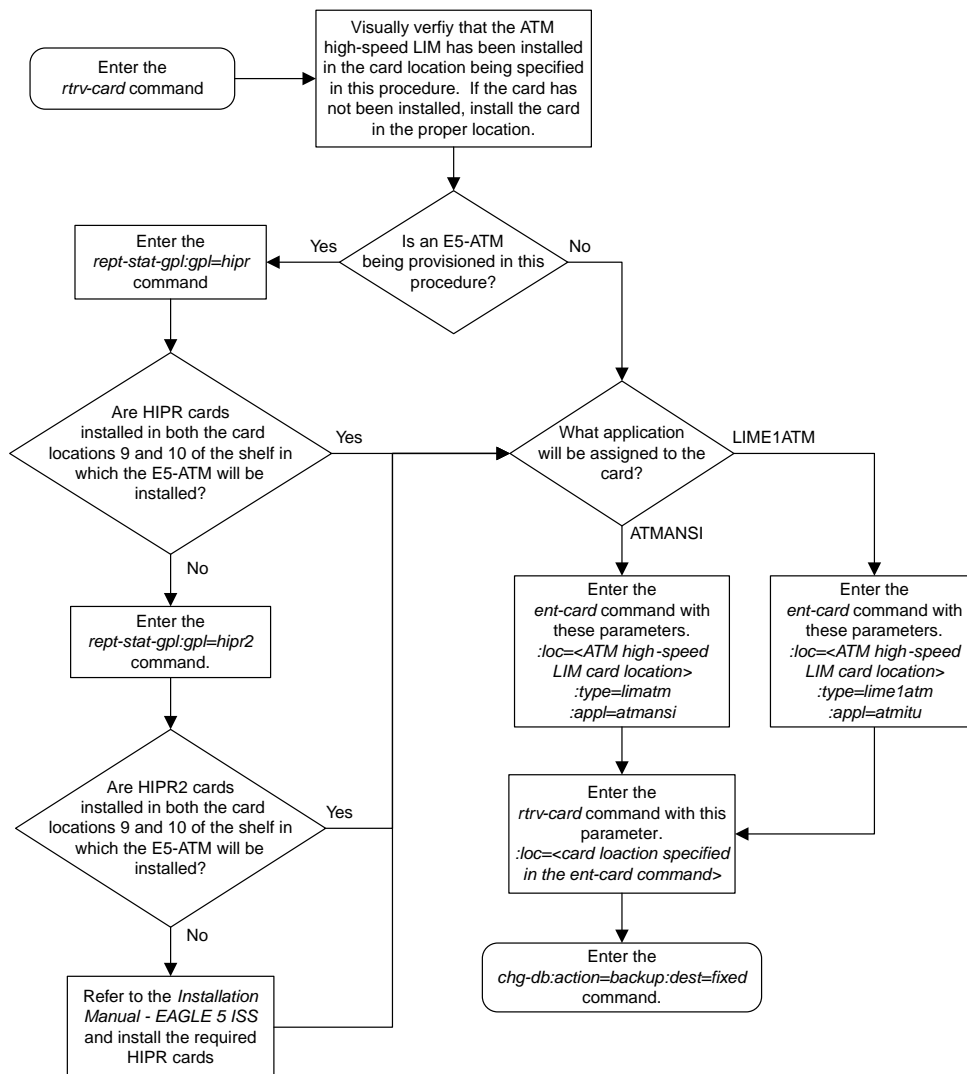 Enter the
rtrv-card command
Visually verfiy that the ATM
high-speed LIM has been installed
in the card location being specified
in this procedure.  If the card has
not been installed, install the card
in the proper location.
Is an E5-ATM
being provisioned in this
procedure?
Yes
No
Enter the
rept-stat-gpl:gpl=hipr
command
Are HIPR cards
installed in both the card
locations 9 and 10 of the shelf in
which the E5-ATM will be
installed?
Yes
No
What application
will be assigned to the
card?
LIME1ATM
ATMANSI
Enter the
rept-stat-gpl:gpl=hipr2
command.
Enter the
ent-card command with
these parameters.
:loc=<ATM high-speed
LIM card location>
:type=limatm
:appl=atmansi
Enter the
ent-card command with
these parameters.
:loc=<ATM high-speed
LIM card location>
:type=lime1atm
:appl=atmitu
Are HIPR2 cards
installed in both the card
locations 9 and 10 of the shelf in
which the E5-ATM will be
installed?
Yes
No
Enter the
rtrv-card command with this
parameter.
:loc=<card loaction specified
in the ent-card command>
Refer to the Installation
Manual - EAGLE 5 ISS
and install the required
HIPR cards
Enter the
chg-db:action=backup:dest=fixed
command.